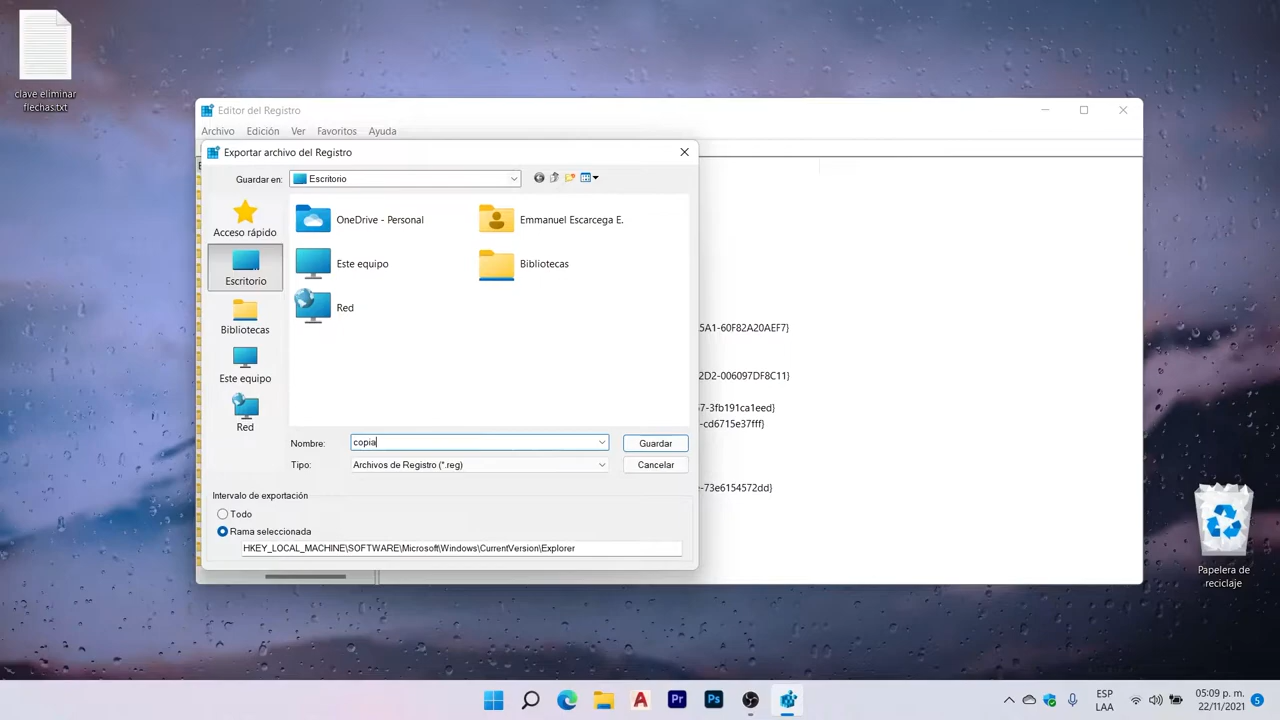 clave eliminar
flechas.txt
Editor del Registro
Archivo Edición Ver Favoritos Ayuda
Exportar archivo del Registro
Guardar en: Escritorio
Acceso rápido
Escritorio
Bibliotecas
Este equipo
Red
OneDrive - Personal
Emmanuel Escarcega E.
Este equipo
Bibliotecas
Red
5A1-60F82A20AEF7}
2D2-006097DF8C11}
7-3fb191ca1eed}
-cd6715e37fff}
-73e6154572dd}
Nombre: copia Guardar
Tipo: Archivos de Registro (*.reg) Cancelar
Intervalo de exportación
Todo
Rama seleccionada
HKEY_LOCAL_MACHINE\SOFTWARE\Microsoft\Windows\CurrentVersion\Explorer
Papelera de
reciclaje
A Pr Ps
ESP
LAA
05:09 p. m.
22/11/2021
5